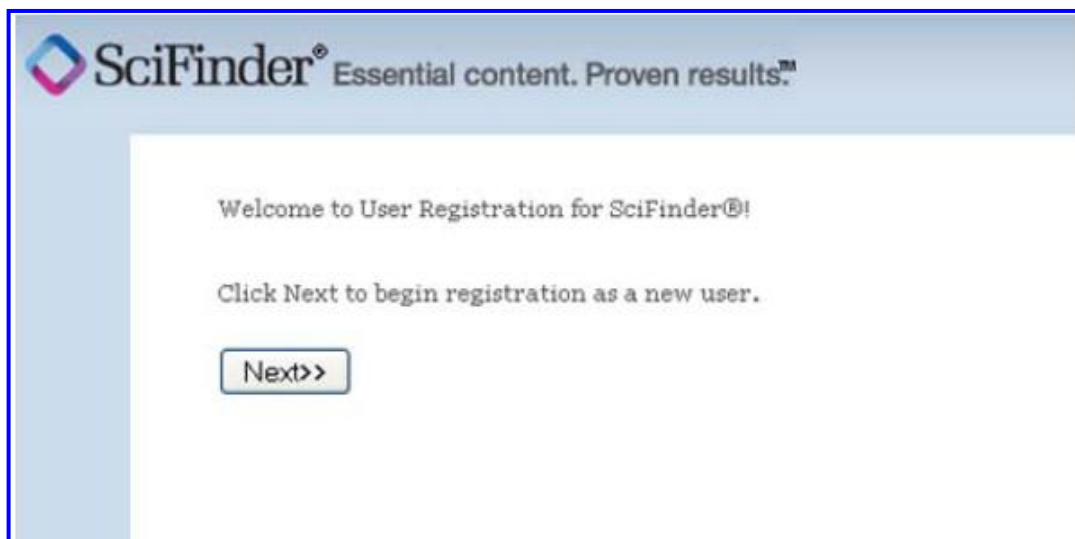 SciFinder® Essential content. Proven results.™
Welcome to User Registration for SciFinder®!
Click Next to begin registration as a new user.
Next>>